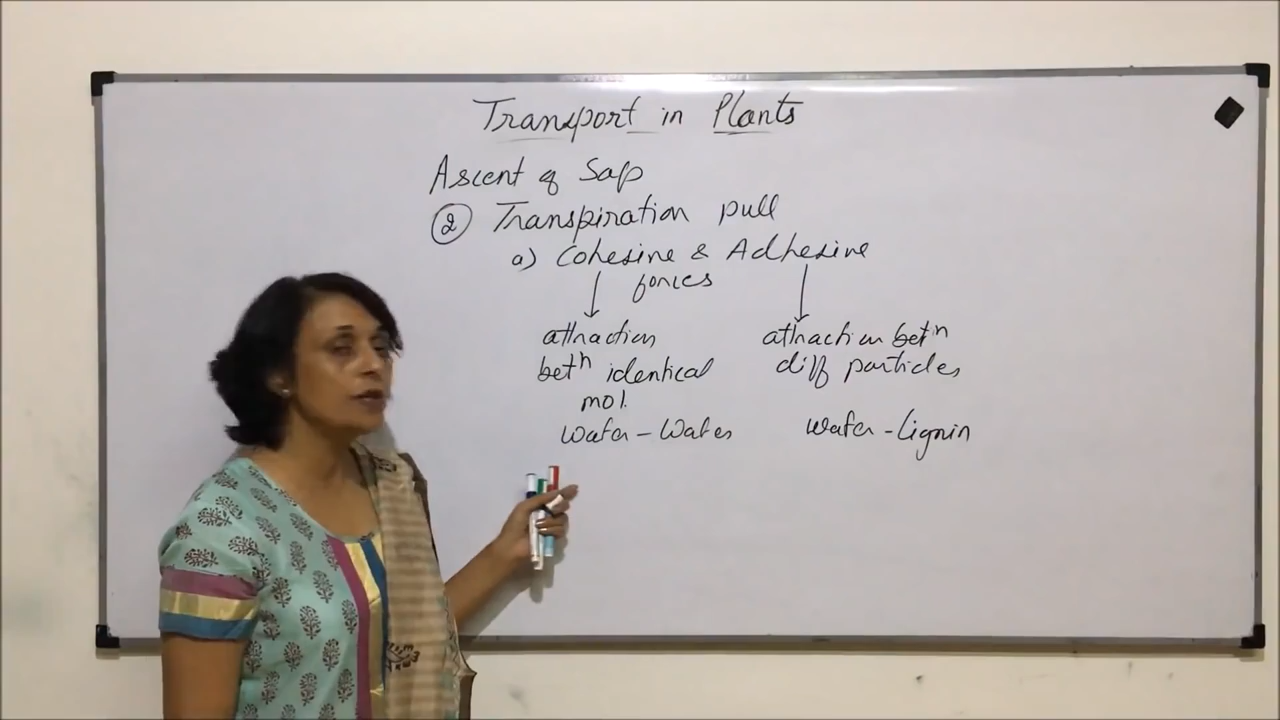 Transport in Plants
Ascent of Sap
② Transpiration pull
a) Cohesive & Adhesive
forces
attraction
betn identical
mol.
Water - Water
attraction betn
diff particles
water - Lignin